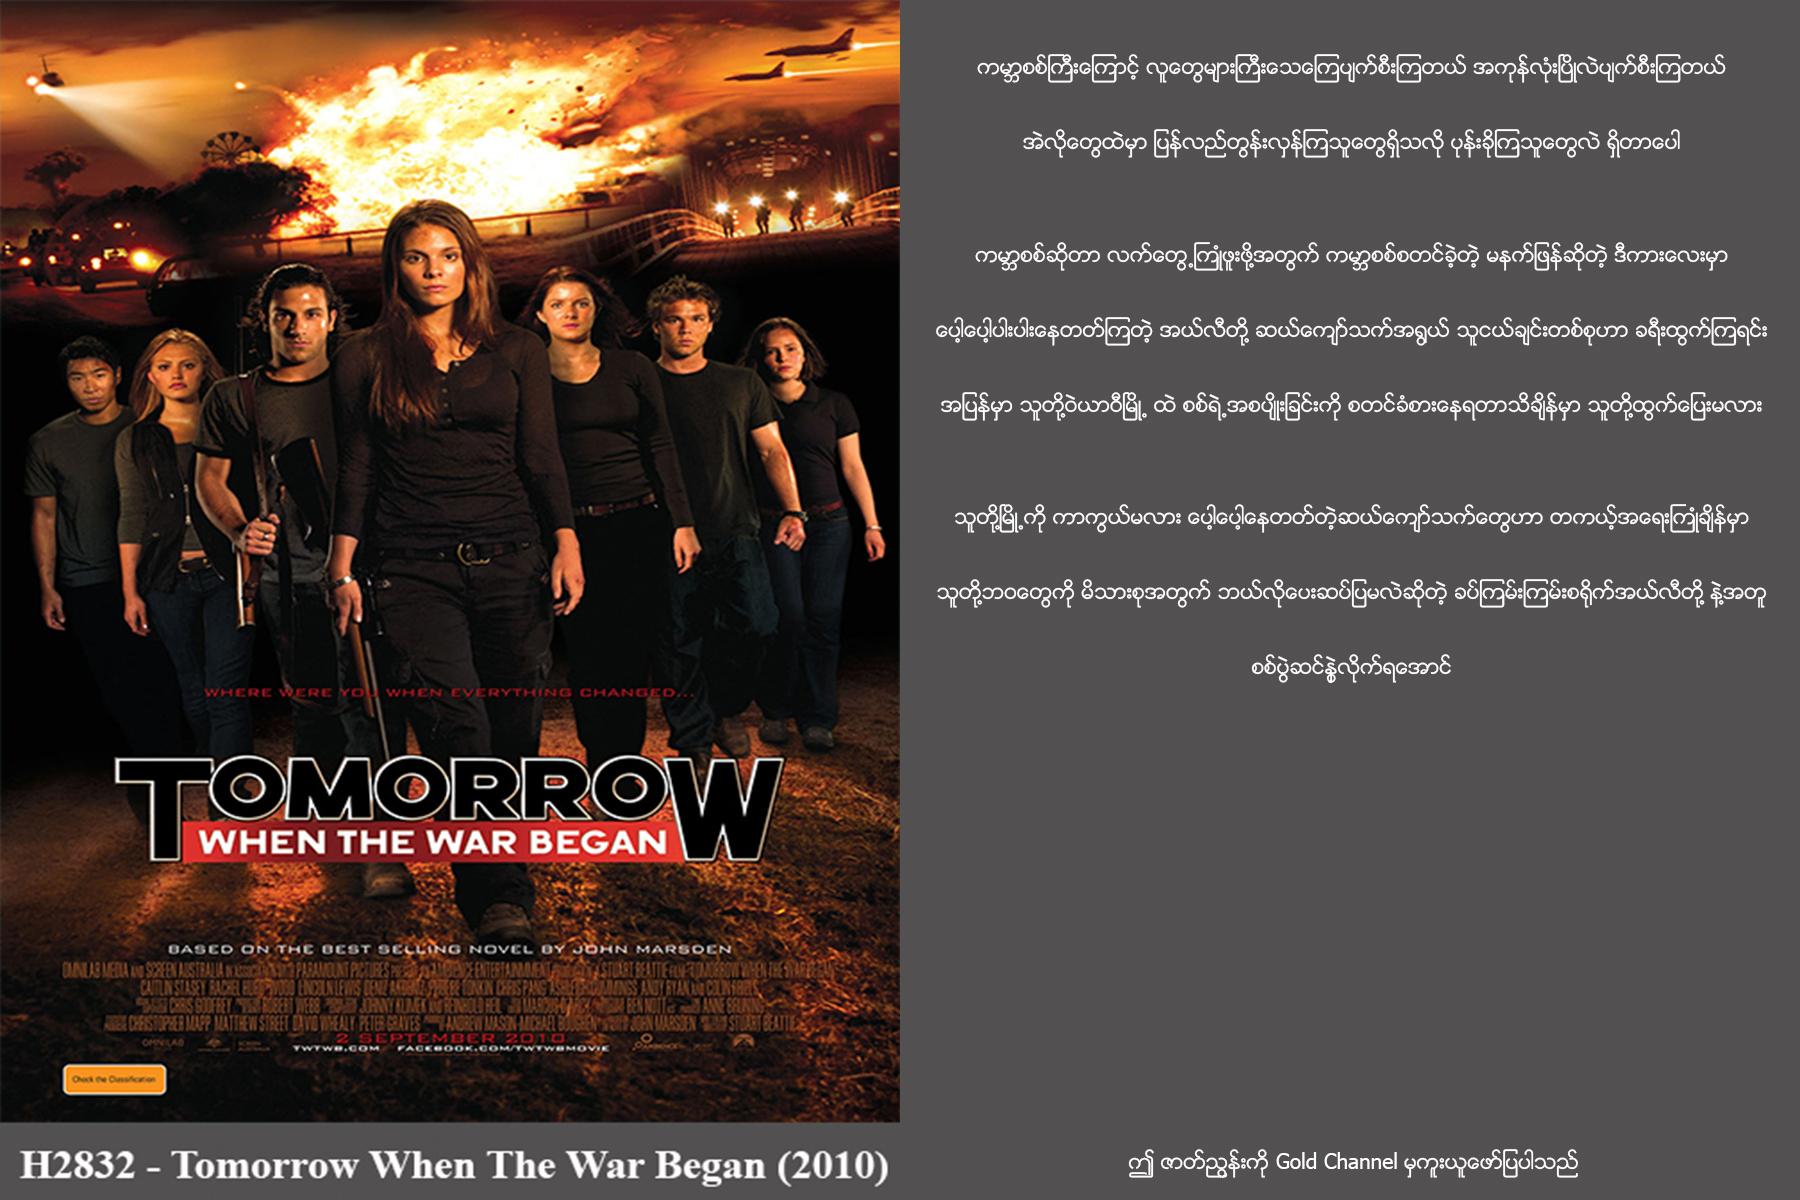 WHERE WERE YOU WHEN EVERYTHING CHANGED...
TOMORROW
WHEN THE WAR BEGAN
BASED ON THE BEST SELLING NOVEL BY JOHN MARSDEN
2 SEPTEMBER 2010
TWTWB.COM FACEBOOK.COM/TWTWBMOVIE
Check the Classification
H2832 - Tomorrow When The War Began (2010)
ကမ္ဘာစစ်ကြီးကြောင့် လူတွေများကြီးသေကြေပျက်စီးကြတယ် အကုန်လုံးပြိုလဲပျက်စီးကြတယ်
အဲလိုတွေထဲမှာ ပြန်လည်တွန်းလှန်ကြသူတွေရှိသလို ပုန်းခိုကြသူတွေလဲ ရှိတာပေါ
ကမ္ဘာစစ်ဆိုတာ လက်တွေ့ကြုံဖူးဖို့အတွက် ကမ္ဘာစစ်စတင်ခဲ့တဲ့ မနက်ဖြန်ဆိုတဲ့ ဒီကားလေးမှာ
ပေါ့ပေါ့ပါးပါးနေတတ်ကြတဲ့ အယ်လီတို့ ဆယ်ကျော်သက်အရွယ် သူငယ်ချင်းတစ်စုဟာ ခရီးထွက်ကြရင်း
အပြန်မှာ သူတို့ဝဲယာဝီမြို့ ထဲ စစ်ရဲ့အစပျိုးခြင်းကို စတင်ခံစားနေရတာသိချိန်မှာ သူတို့ထွက်ပြေးမလား
သူတို့မြို့ကို ကာကွယ်မလား ပေါ့ပေါ့နေတတ်တဲ့ဆယ်ကျော်သက်တွေဟာ တကယ့်အရေးကြုံချိန်မှာ
သူတို့ဘဝတွေကို မိသားစုအတွက် ဘယ်လိုပေးဆပ်ပြမလဲဆိုတဲ့ ခပ်ကြမ်းကြမ်းစရိုက်အယ်လီတို့ နဲ့အတူ
စစ်ပွဲဆင်နွှဲလိုက်ရအောင်
ဤ ဇာတ်ညွှန်းကို Gold Channel မှကူးယူဖော်ပြပါသည်